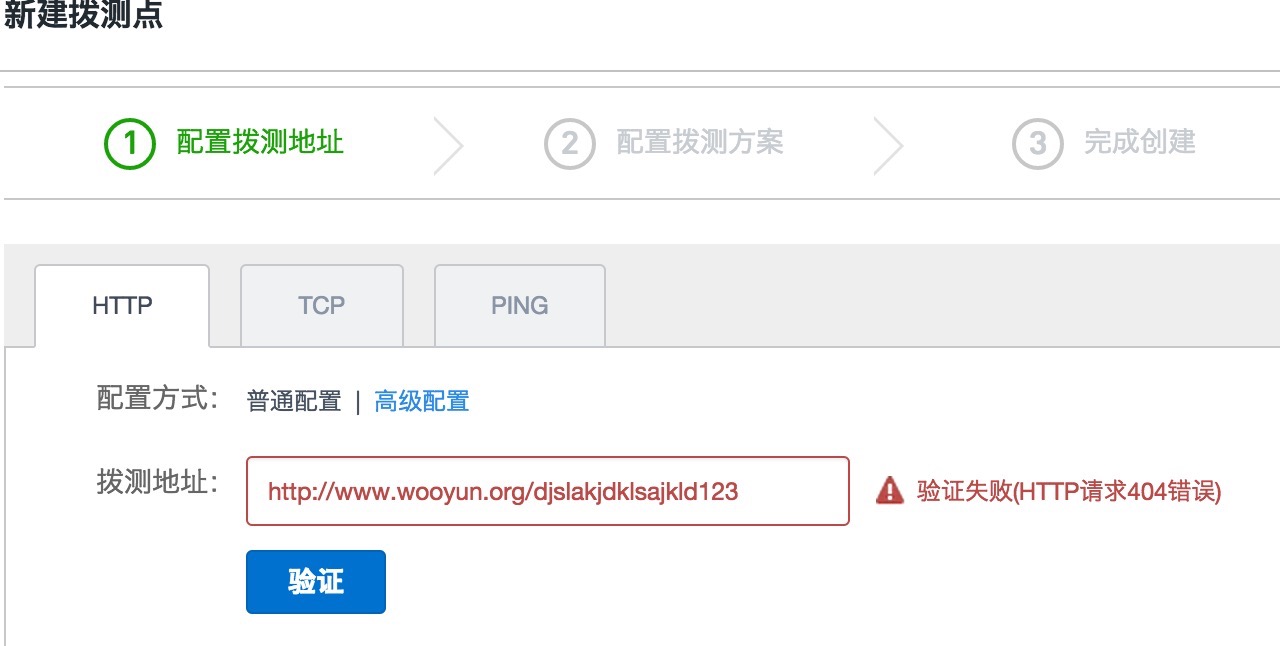 新建拨测点
1 配置拨测地址 2 配置拨测方案 3 完成创建
HTTP TCP PING
配置方式： 普通配置 | 高级配置
拨测地址： http://www.wooyun.org/djslakjdklsajkld123 验证失败(HTTP请求404错误)
验证